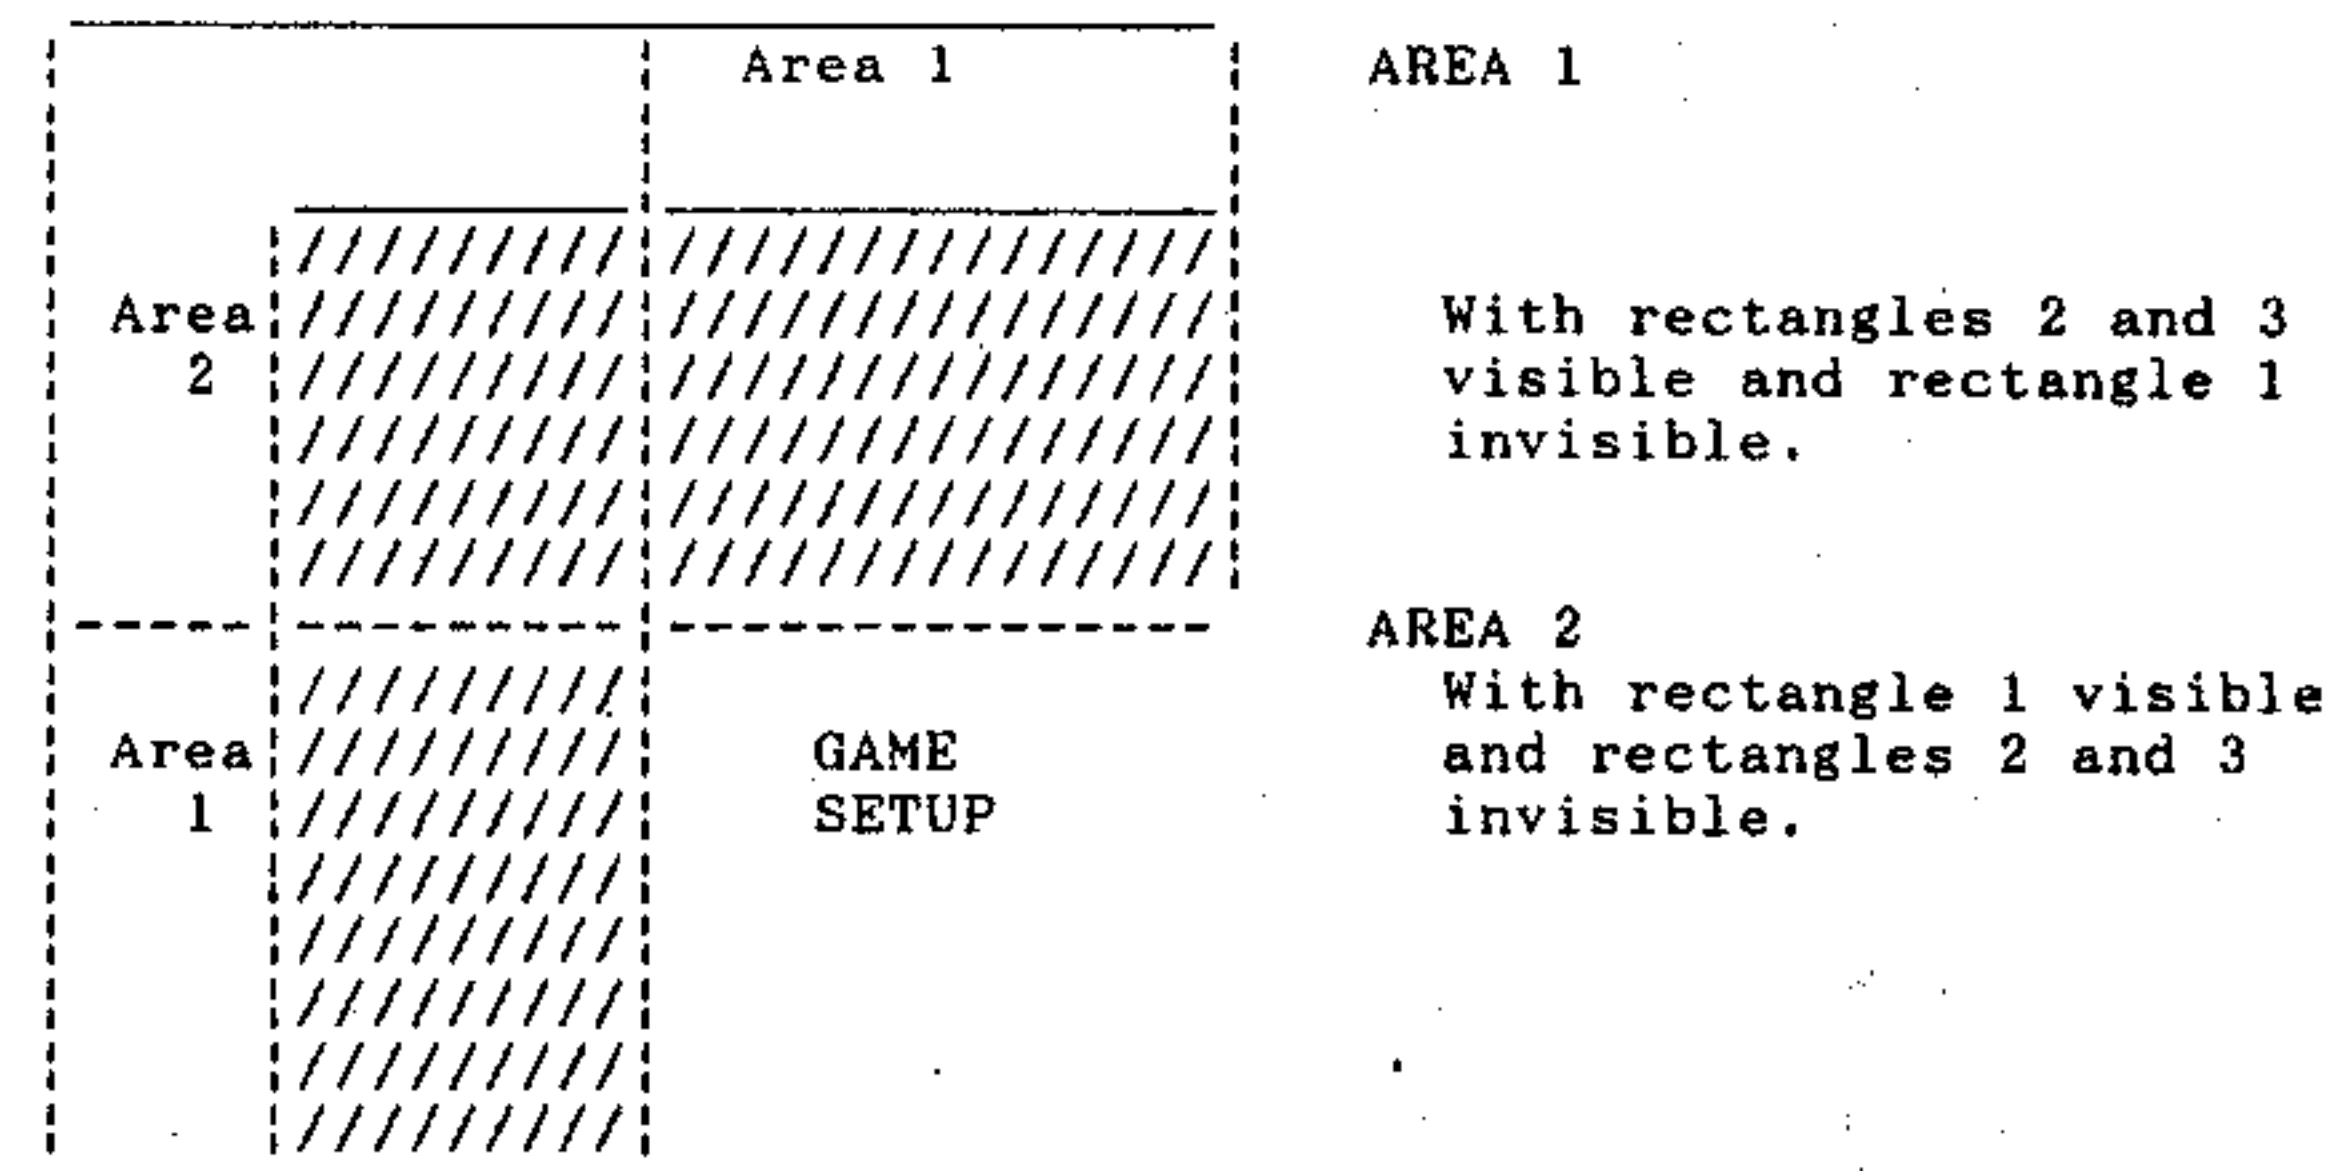 Area 1
AREA 1
With rectangles 2 and 3
visible and rectangle 1
invisible.
Area
2
AREA 2
With rectangle 1 visible
and rectangles 2 and 3
invisible.
Area
1
GAME
SETUP